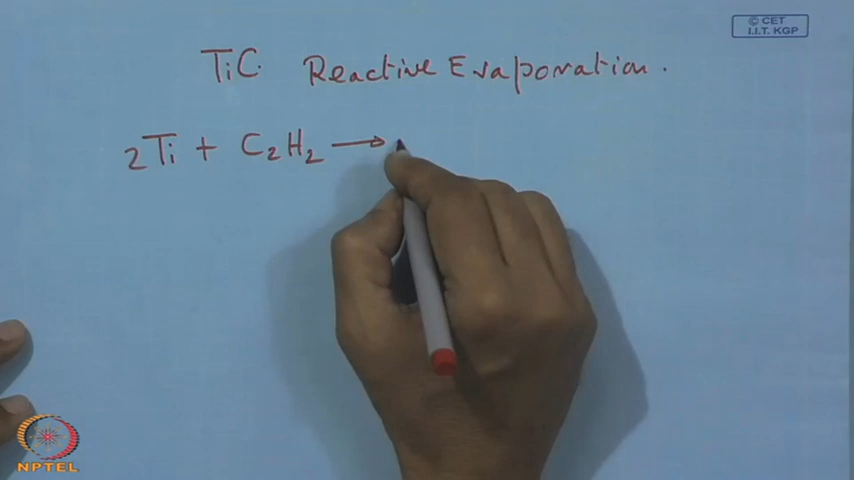 © CET
I.I.T. KGP
TiC Reactive Evaporation.
2Ti + C₂H₂ →
NPTEL